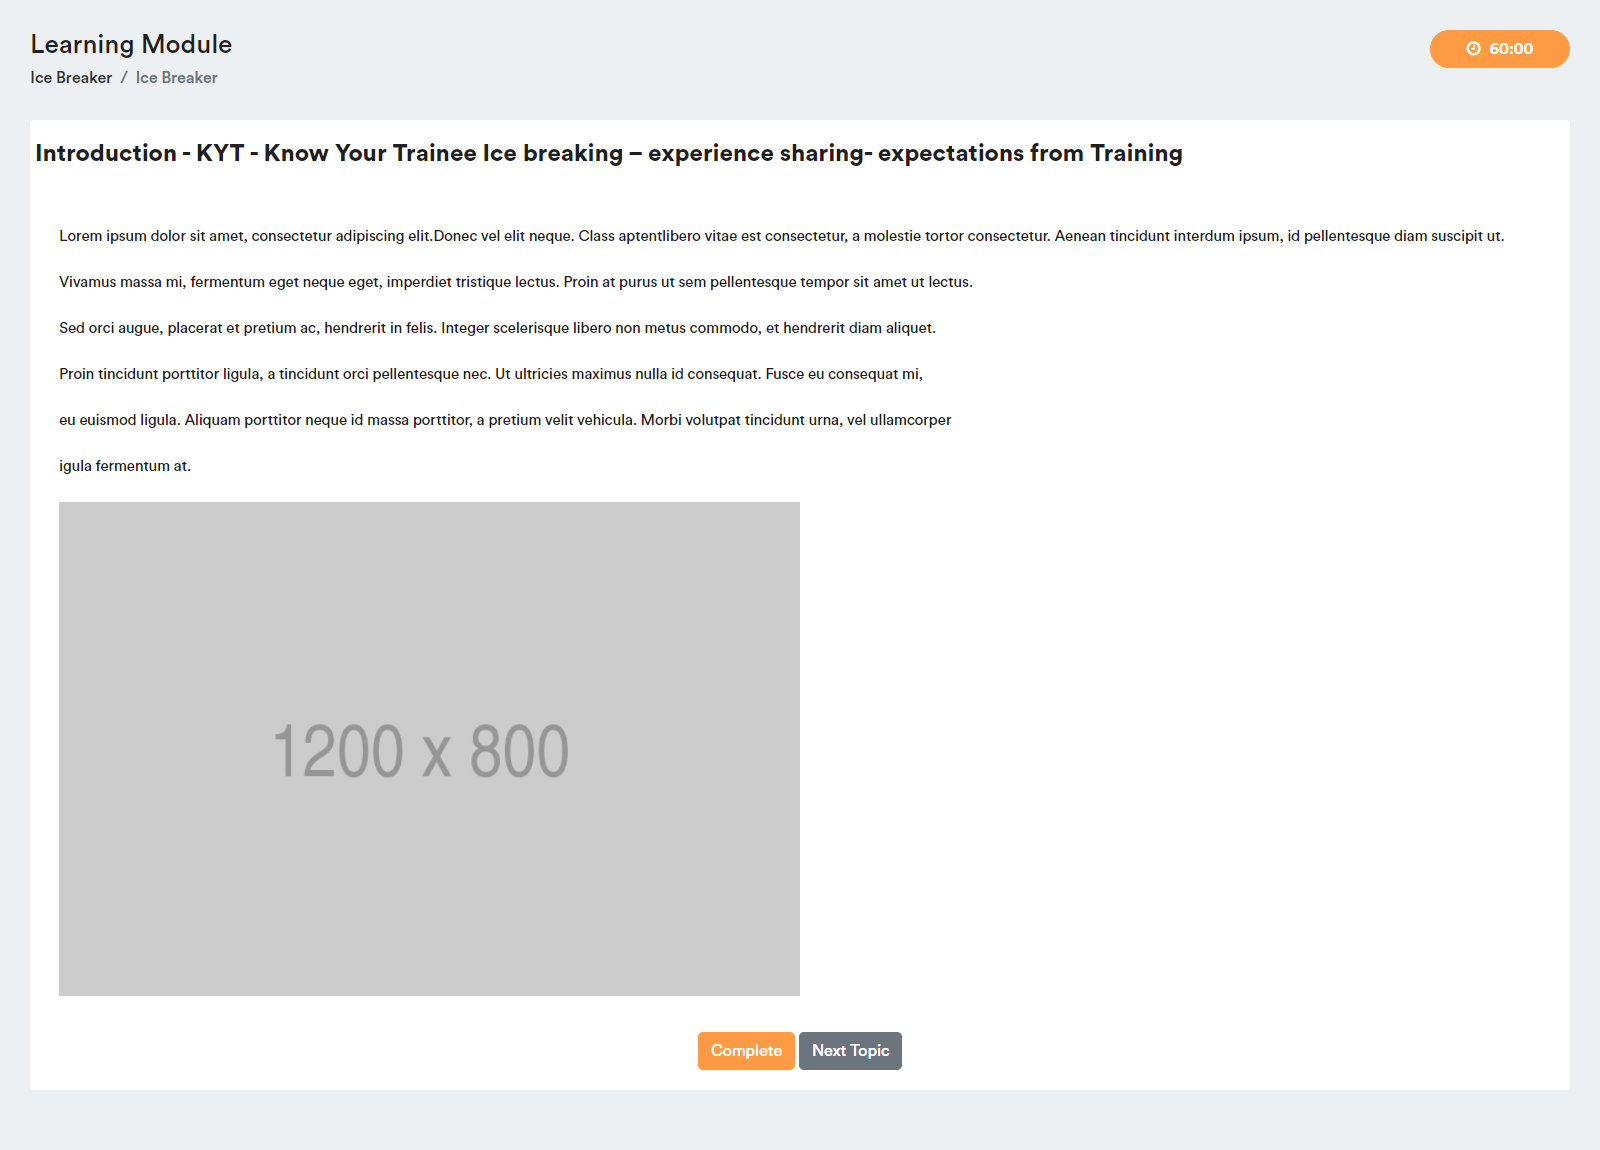 Learning Module
60:00
Ice Breaker / Ice Breaker
Introduction - KYT - Know Your Trainee Ice breaking – experience sharing- expectations from Training
Lorem ipsum dolor sit amet, consectetur adipiscing elit.Donec vel elit neque. Class aptentlibero vitae est consectetur, a molestie tortor consectetur. Aenean tincidunt interdum ipsum, id pellentesque diam suscipit ut.
Vivamus massa mi, fermentum eget neque eget, imperdiet tristique lectus. Proin at purus ut sem pellentesque tempor sit amet ut lectus.
Sed orci augue, placerat et pretium ac, hendrerit in felis. Integer scelerisque libero non metus commodo, et hendrerit diam aliquet.
Proin tincidunt porttitor ligula, a tincidunt orci pellentesque nec. Ut ultricies maximus nulla id consequat. Fusce eu consequat mi,
eu euismod ligula. Aliquam porttitor neque id massa porttitor, a pretium velit vehicula. Morbi volutpat tincidunt urna, vel ullamcorper
igula fermentum at.
1200 x 800
Complete Next Topic